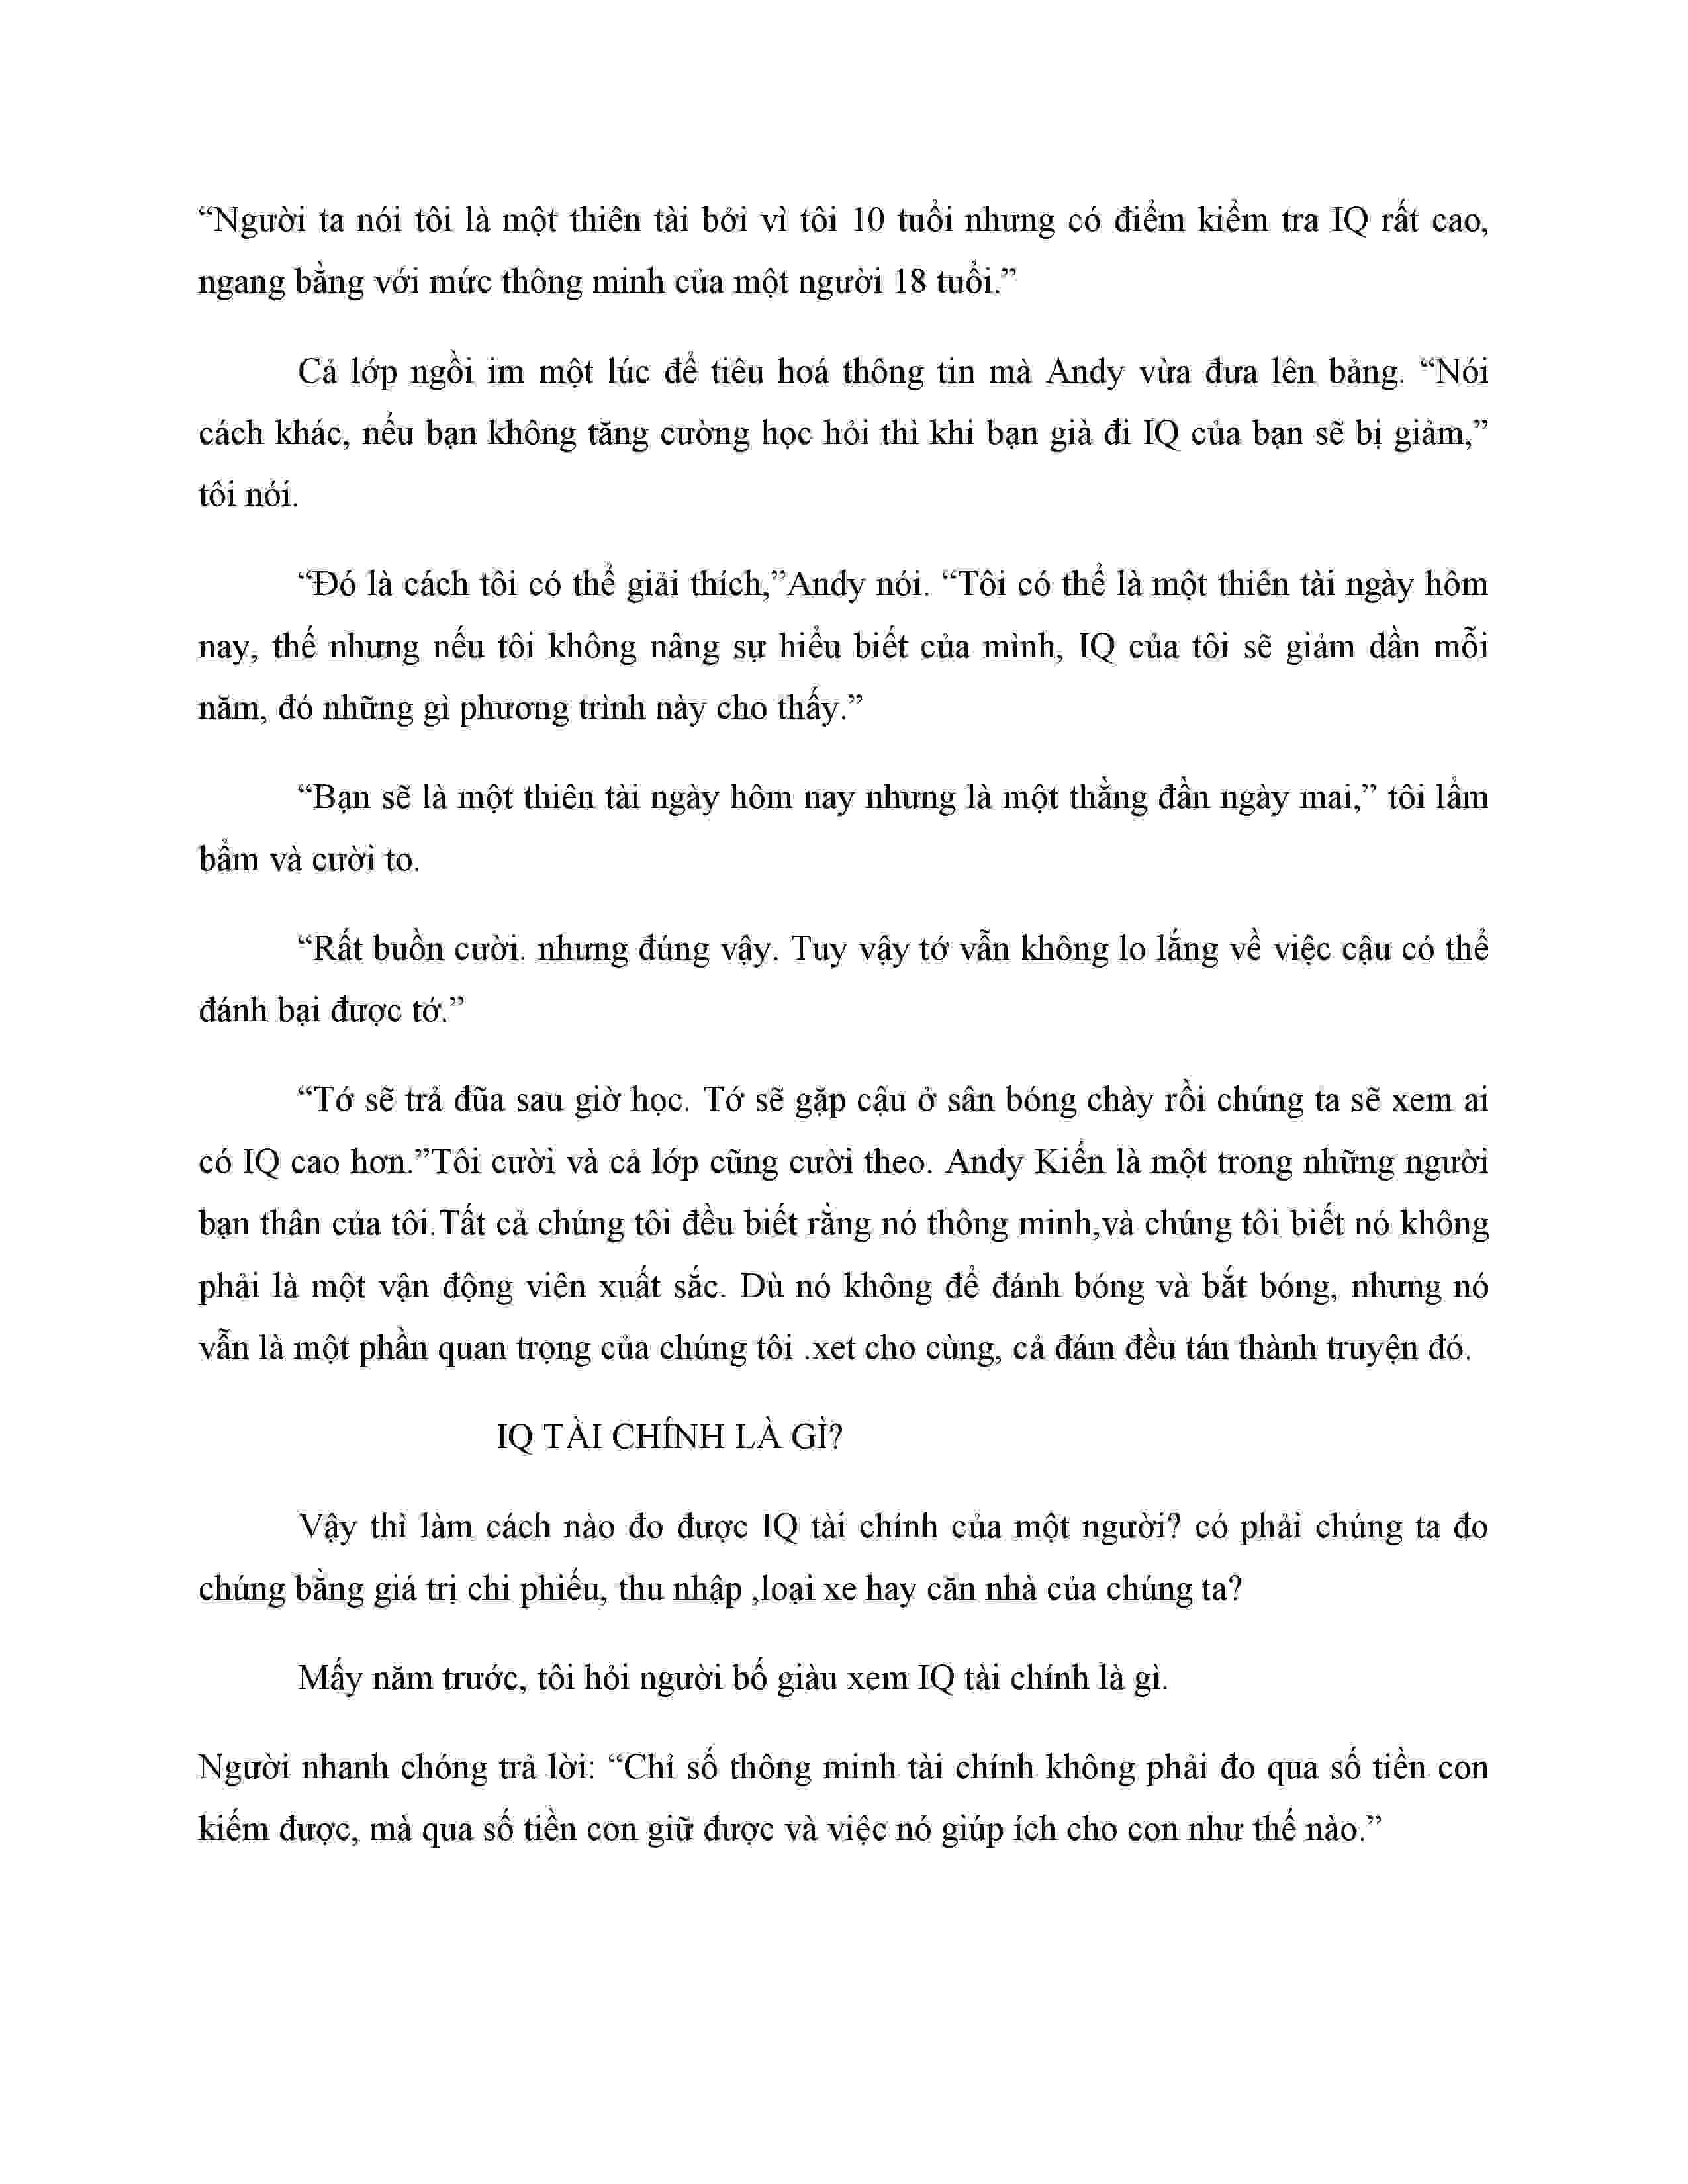 “Người ta nói tôi là một thiên tài bởi vì tôi 10 tuổi nhưng có điểm kiểm tra IQ rất cao,
ngang bằng với mức thông minh của một người 18 tuổi.”
Cả lớp ngồi im một lúc để tiêu hoá thông tin mà Andy vừa đưa lên bảng. “Nói
cách khác, nếu bạn không tăng cường học hỏi thì khi bạn già đi IQ của bạn sẽ bị giảm,”
tôi nói.
“Đó là cách tôi có thể giải thích,”Andy nói. “Tôi có thể là một thiên tài ngày hôm
nay, thế nhưng nếu tôi không nâng sự hiểu biết của mình, IQ của tôi sẽ giảm dần mỗi
năm, đó những gì phương trình này cho thấy.”
“Bạn sẽ là một thiên tài ngày hôm nay nhưng là một thằng đần ngày mai,” tôi lẩm
bẩm và cười to.
“Rất buồn cười. nhưng đúng vậy. Tuy vậy tớ vẫn không lo lắng về việc cậu có thể
đánh bại được tớ.”
“Tớ sẽ trả đũa sau giờ học. Tớ sẽ gặp cậu ở sân bóng chày rồi chúng ta sẽ xem ai
có IQ cao hơn.”Tôi cười và cả lớp cũng cười theo. Andy Kiến là một trong những người
bạn thân của tôi.Tất cả chúng tôi đều biết rằng nó thông minh,và chúng tôi biết nó không
phải là một vận động viên xuất sắc. Dù nó không để đánh bóng và bắt bóng, nhưng nó
vẫn là một phần quan trọng của chúng tôi .xet cho cùng, cả đám đều tán thành truyện đó.
IQ TÀI CHÍNH LÀ GÌ?
Vậy thì làm cách nào đo được IQ tài chính của một người? có phải chúng ta đo
chúng bằng giá trị chi phiếu, thu nhập ,loại xe hay căn nhà của chúng ta?
Mấy năm trước, tôi hỏi người bố giàu xem IQ tài chính là gì.
Người nhanh chóng trả lời: “Chỉ số thông minh tài chính không phải đo qua số tiền con
kiếm được, mà qua số tiền con giữ được và việc nó giúp ích cho con như thế nào.”